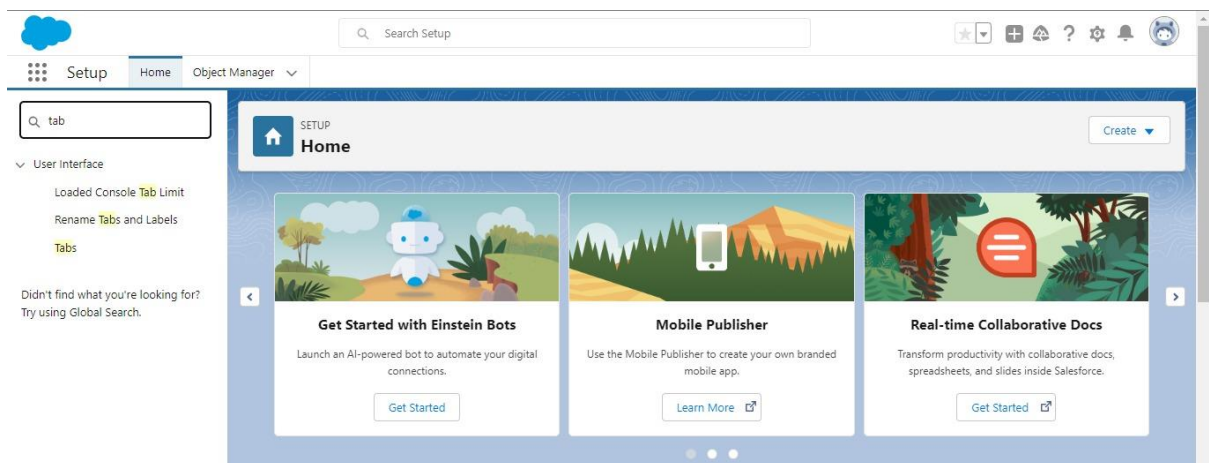 Search Setup
Setup
Home
Object Manager
tab
User Interface
Loaded Console Tab Limit
Rename Tabs and Labels
Tabs
Didn't find what you're looking for?
Try using Global Search.
SETUP
Home
Create
Get Started with Einstein Bots
Launch an AI-powered bot to automate your digital
connections.
Get Started
Mobile Publisher
Use the Mobile Publisher to create your own branded
mobile app.
Learn More
Real-time Collaborative Docs
Transform productivity with collaborative docs,
spreadsheets, and slides inside Salesforce.
Get Started